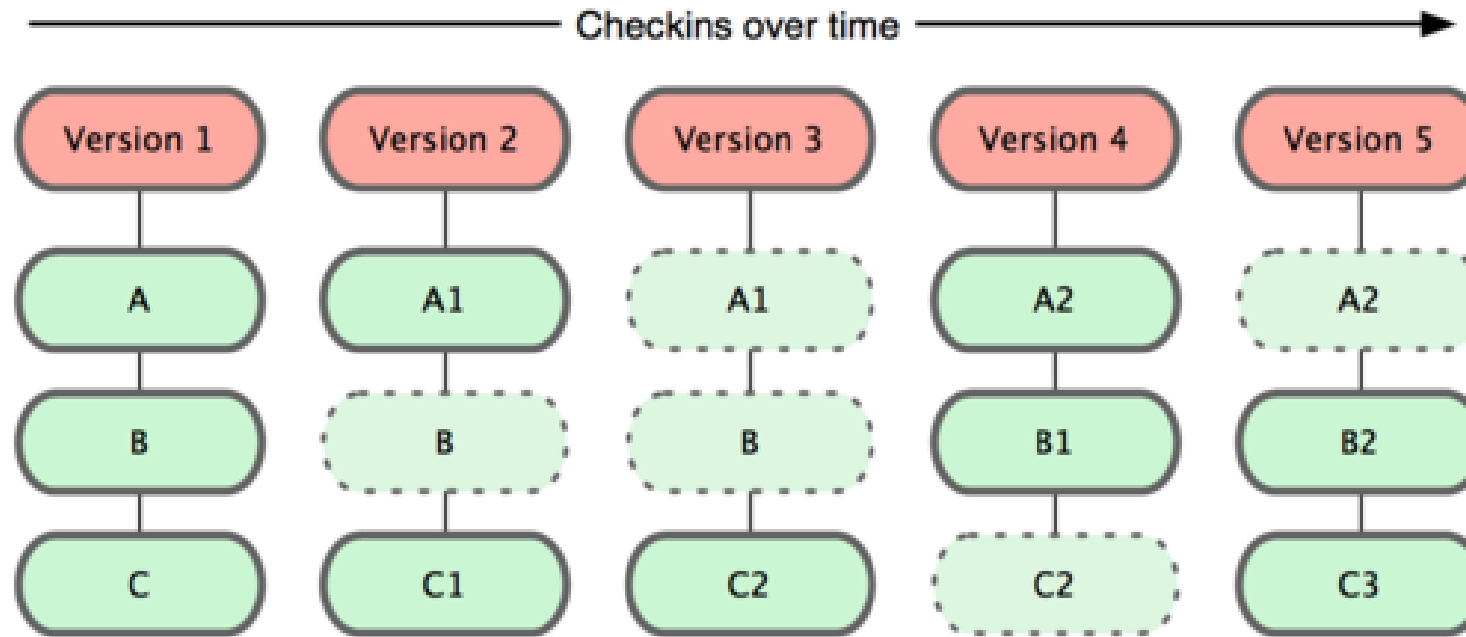 Checkins over time
Version 1 Version 2 Version 3 Version 4 Version 5
A A1 A1 A2 A2
B B B B1 B2
C C1 C2 C2 C3